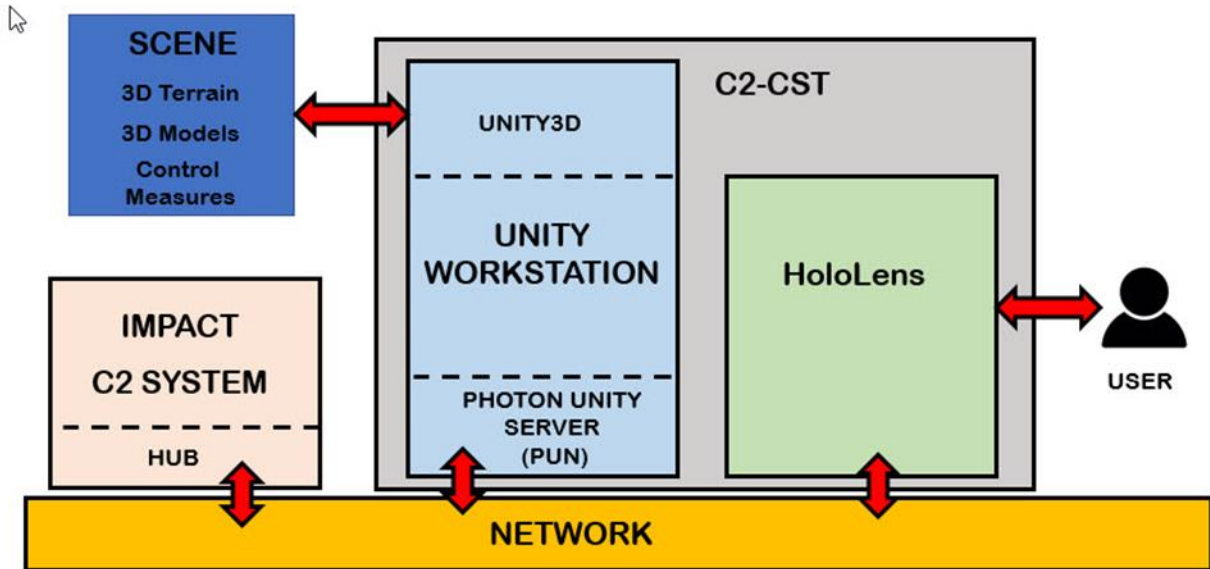 SCENE
3D Terrain
3D Models
Control
Measures
C2-CST
UNITY3D
UNITY
WORKSTATION
PHOTON UNITY
SERVER
(PUN)
HoloLens
USER
IMPACT
C2 SYSTEM
HUB
NETWORK